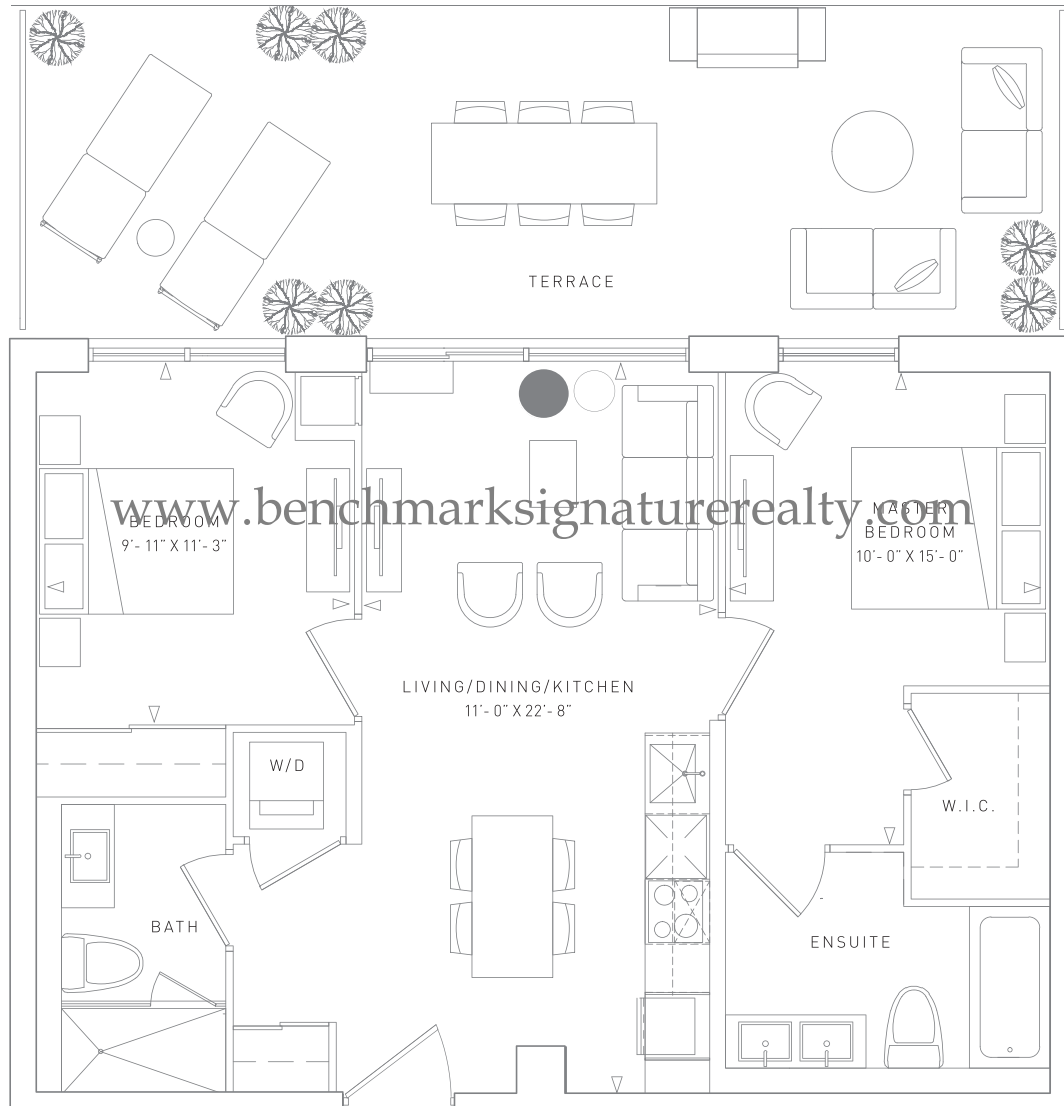 TERRACE
www.benchmarksignaturerealty.com
BEDROOM
9'- 11" X 11'- 3"
MASTER
BEDROOM
10'- 0" X 15'- 0"
LIVING/DINING/KITCHEN
11'- 0" X 22'- 8"
W/D
W.I.C.
BATH
ENSUITE